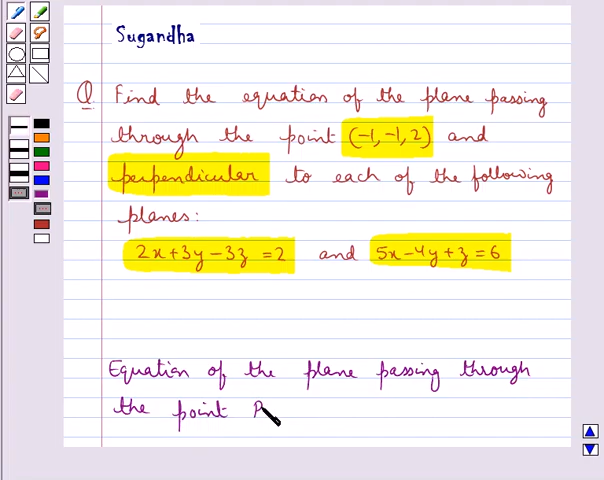 Sugandha
Q Find the equation of the plane passing
through the point (-1,-1,2) and
perpendicular to each of the following
planes:
2x+3y-3z=2 and 5x-4y+z=6
Equation of the plane passing through
the point P